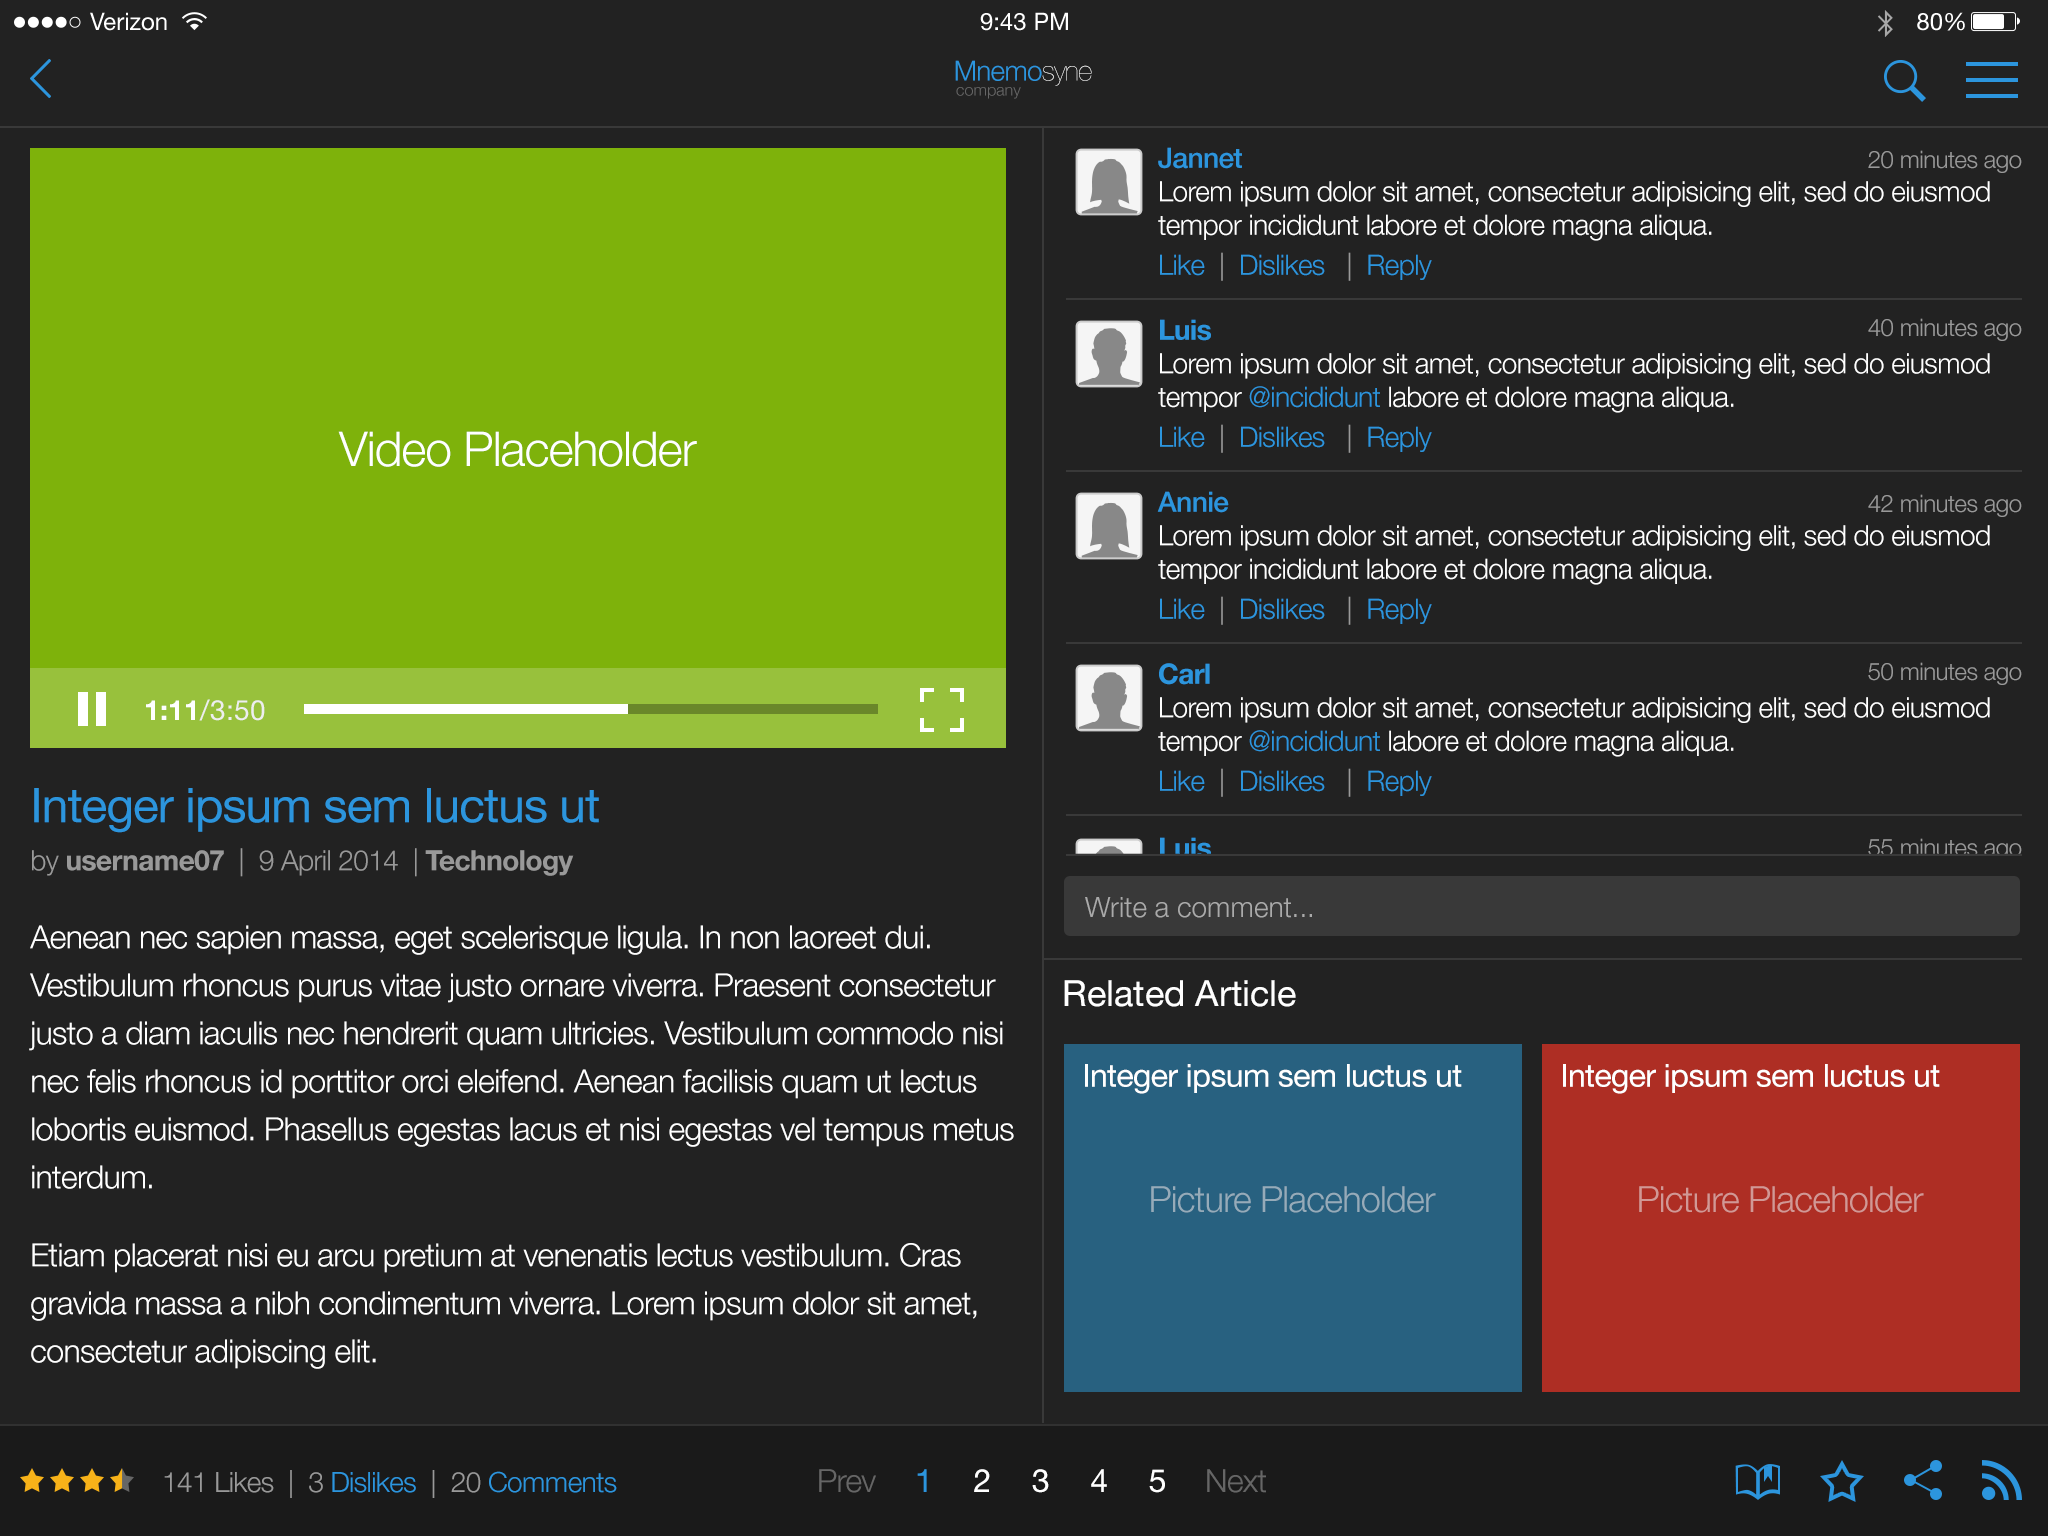 Verizon
9:43 PM
80%
Mnemosyne
company
Video Placeholder
1:11/3:50
Integer ipsum sem luctus ut
by username07 | 9 April 2014 | Technology
Aenean nec sapien massa, eget scelerisque ligula. In non laoreet dui.
Vestibulum rhoncus purus vitae justo ornare viverra. Praesent consectetur
justo a diam iaculis nec hendrerit quam ultricies. Vestibulum commodo nisi
nec felis rhoncus id porttitor orci eleifend. Aenean facilisis quam ut lectus
lobortis euismod. Phasellus egestas lacus et nisi egestas vel tempus metus
interdum.
Etiam placerat nisi eu arcu pretium at venenatis lectus vestibulum. Cras
gravida massa a nibh condimentum viverra. Lorem ipsum dolor sit amet,
consectetur adipiscing elit.
Jannet 20 minutes ago
Lorem ipsum dolor sit amet, consectetur adipisicing elit, sed do eiusmod
tempor incididunt labore et dolore magna aliqua.
Like | Dislikes | Reply
Luis 40 minutes ago
Lorem ipsum dolor sit amet, consectetur adipisicing elit, sed do eiusmod
tempor @incididunt labore et dolore magna aliqua.
Like | Dislikes | Reply
Annie 42 minutes ago
Lorem ipsum dolor sit amet, consectetur adipisicing elit, sed do eiusmod
tempor incididunt labore et dolore magna aliqua.
Like | Dislikes | Reply
Carl 50 minutes ago
Lorem ipsum dolor sit amet, consectetur adipisicing elit, sed do eiusmod
tempor @incididunt labore et dolore magna aliqua.
Like | Dislikes | Reply
Luis 55 minutes ago
Write a comment...
Related Article
Integer ipsum sem luctus ut
Picture Placeholder
Integer ipsum sem luctus ut
Picture Placeholder
141 Likes | 3 Dislikes | 20 Comments
Prev 1 2 3 4 5 Next